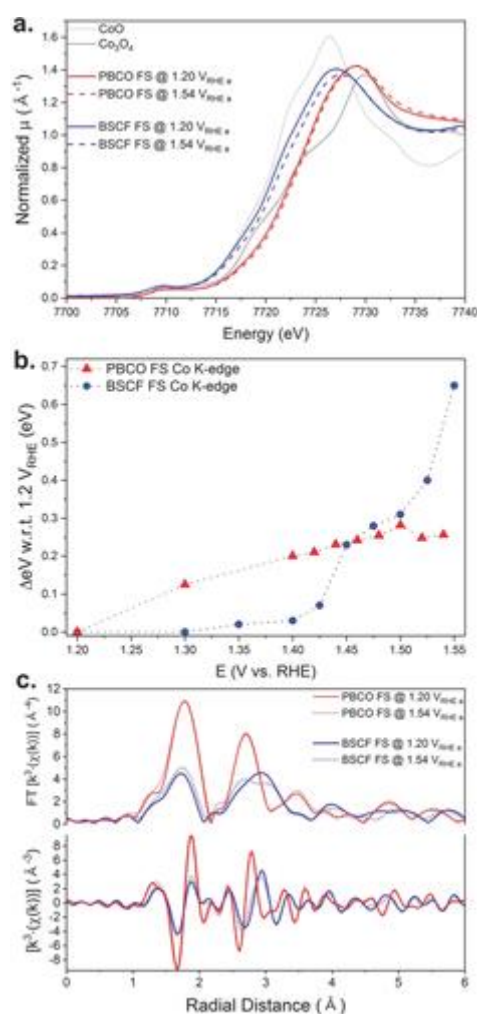 a.
CoO
Co₃O₄
PBCO FS @ 1.20 V_RHE
PBCO FS @ 1.54 V_RHE
BSCF FS @ 1.20 V_RHE
BSCF FS @ 1.54 V_RHE
Normalized µ (Å⁻¹)
1.6
1.4
1.2
1.0
0.8
0.6
0.4
0.2
0.0
7700 7705 7710 7715 7720 7725 7730 7735 7740
Energy (eV)
b.
PBCO FS Co K-edge
BSCF FS Co K-edge
ΔeV w.r.t. 1.2 V_RHE (eV)
0.7
0.6
0.5
0.4
0.3
0.2
0.1
0.0
1.20 1.25 1.30 1.35 1.40 1.45 1.50 1.55
E (V vs. RHE)
c.
PBCO FS @ 1.20 V_RHE
PBCO FS @ 1.54 V_RHE
BSCF FS @ 1.20 V_RHE
BSCF FS @ 1.54 V_RHE
FT [k³·(χ(k))] (Å⁻⁴)
12
10
8
6
4
2
0
[k³·(χ(k))] (Å⁻³)
8
6
4
2
0
-2
-4
-6
-8
0 1 2 3 4 5 6
Radial Distance (Å)